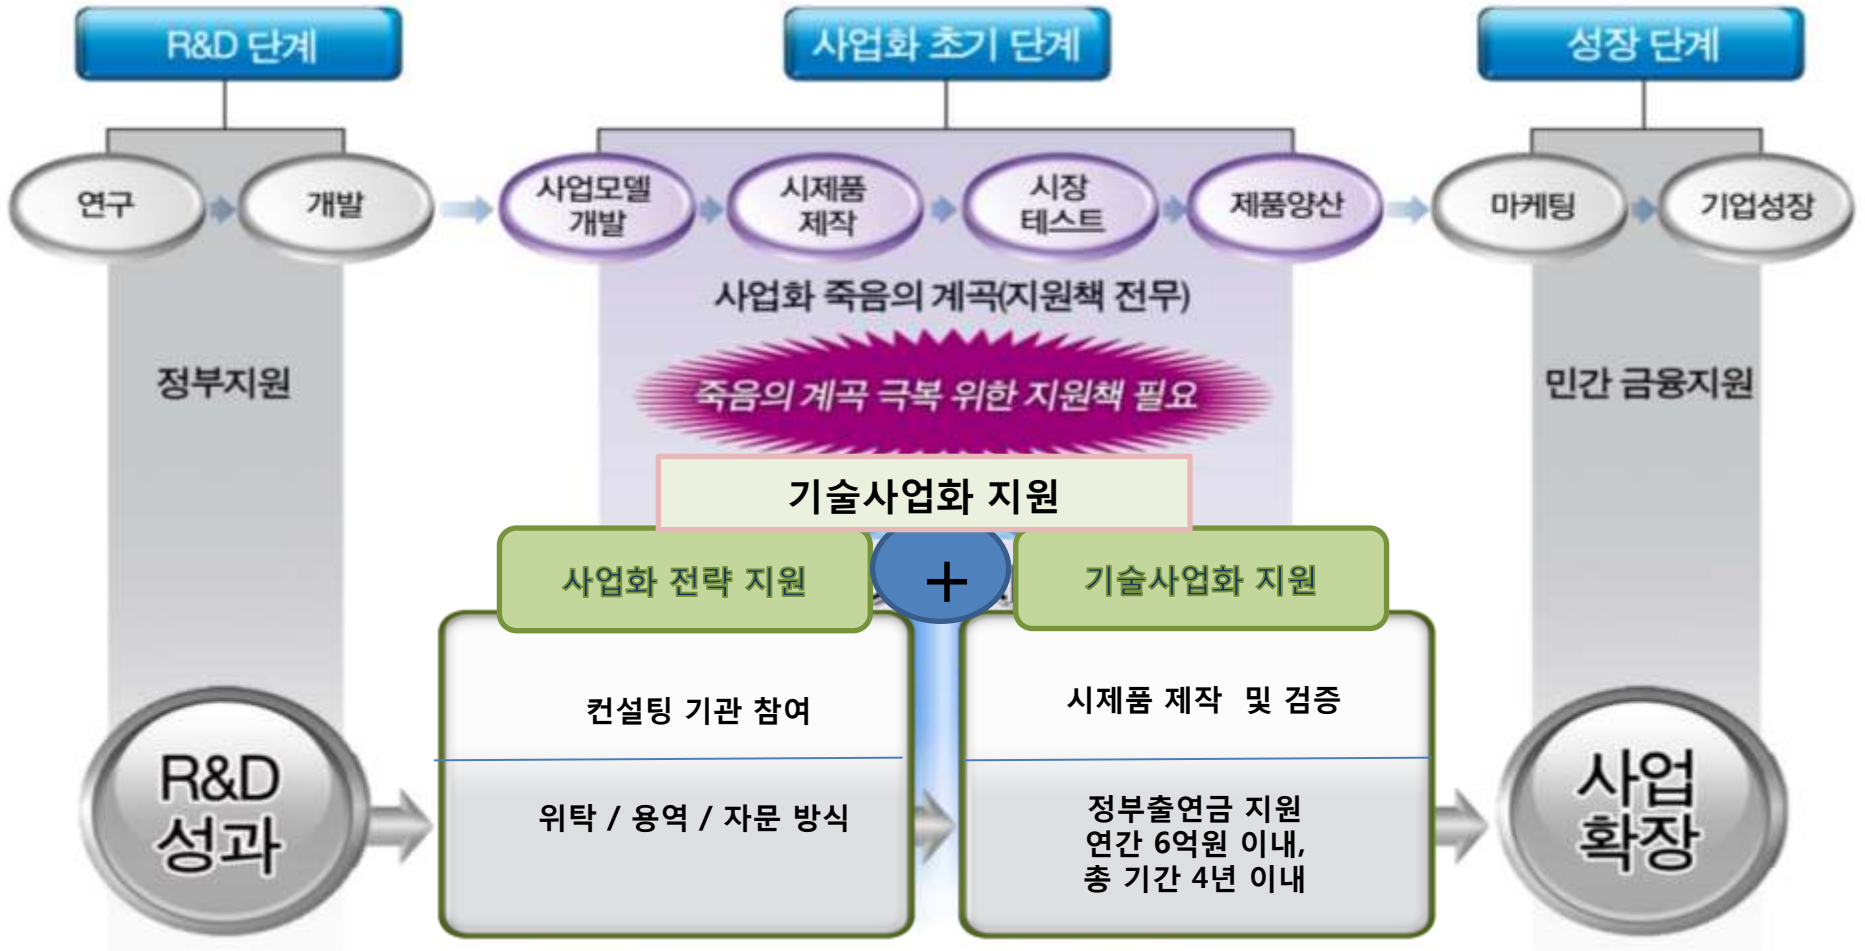 R&D 단계
사업화 초기 단계
성장 단계
연구
개발
사업모델
개발
시제품
제작
시장
테스트
제품양산
마케팅
기업성장
사업화 죽음의 계곡(지원책 전무)
정부지원
죽음의 계곡 극복 위한 지원책 필요
민간 금융지원
기술사업화 지원
사업화 전략 지원
+
기술사업화 지원
컨설팅 기관 참여
시제품 제작 및 검증
R&D
성과
위탁 / 용역 / 자문 방식
정부출연금 지원
연간 6억원 이내,
총 기간 4년 이내
사업
확장